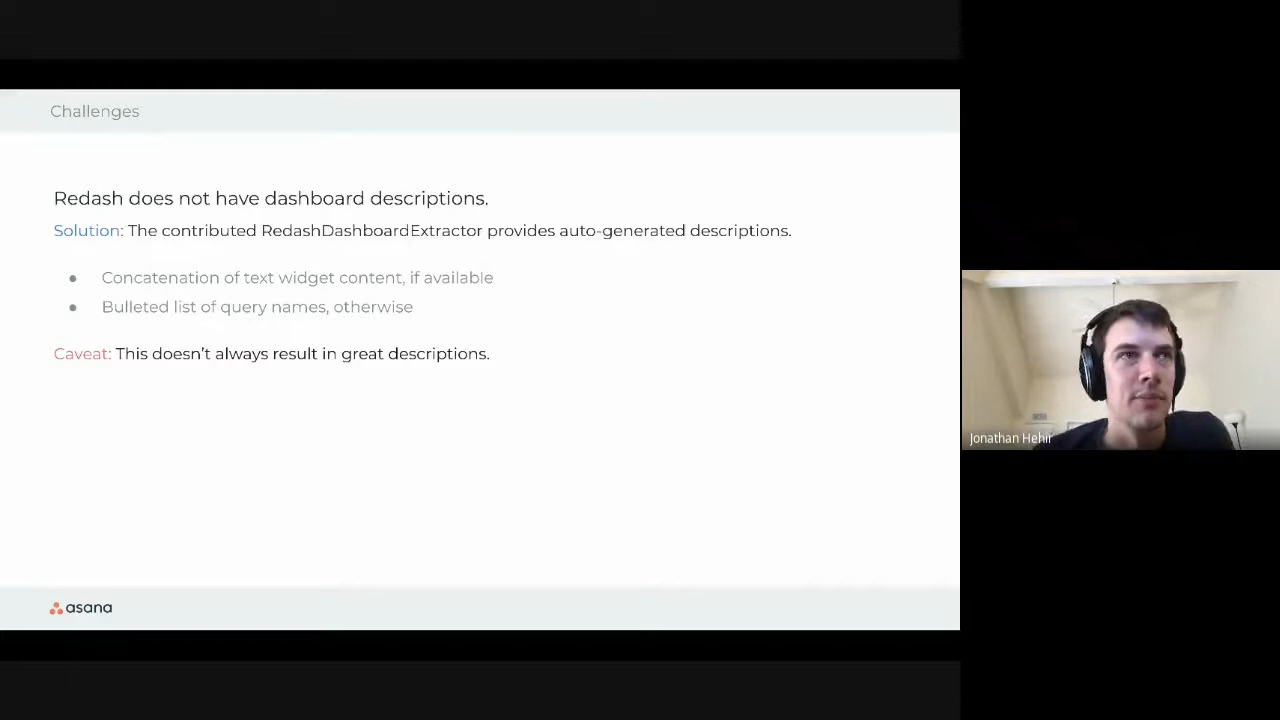 Challenges
Redash does not have dashboard descriptions.
Solution: The contributed RedashDashboardExtractor provides auto-generated descriptions.
● Concatenation of text widget content, if available
● Bulleted list of query names, otherwise
Caveat: This doesn’t always result in great descriptions.
asana
Jonathan Hehir